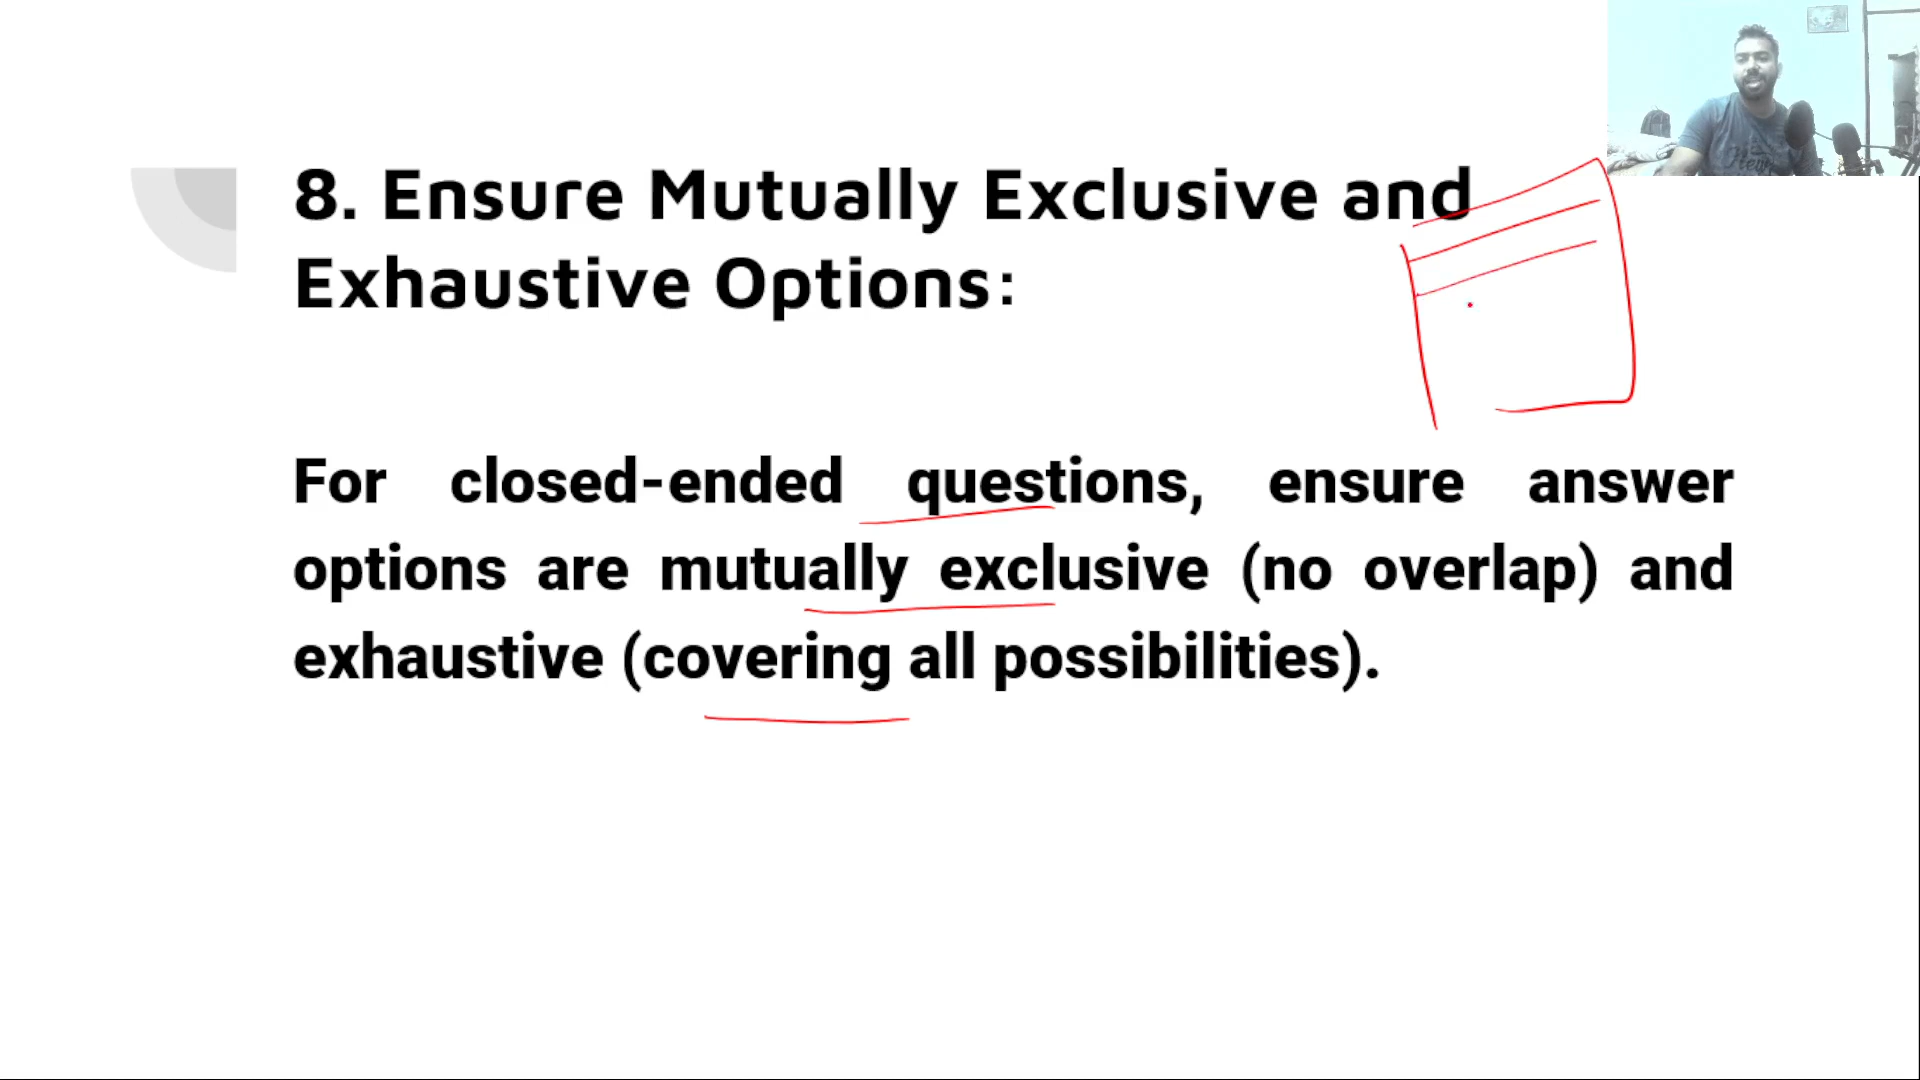 8. Ensure Mutually Exclusive and
Exhaustive Options:
For closed-ended questions, ensure answer
options are mutually exclusive (no overlap) and
exhaustive (covering all possibilities).